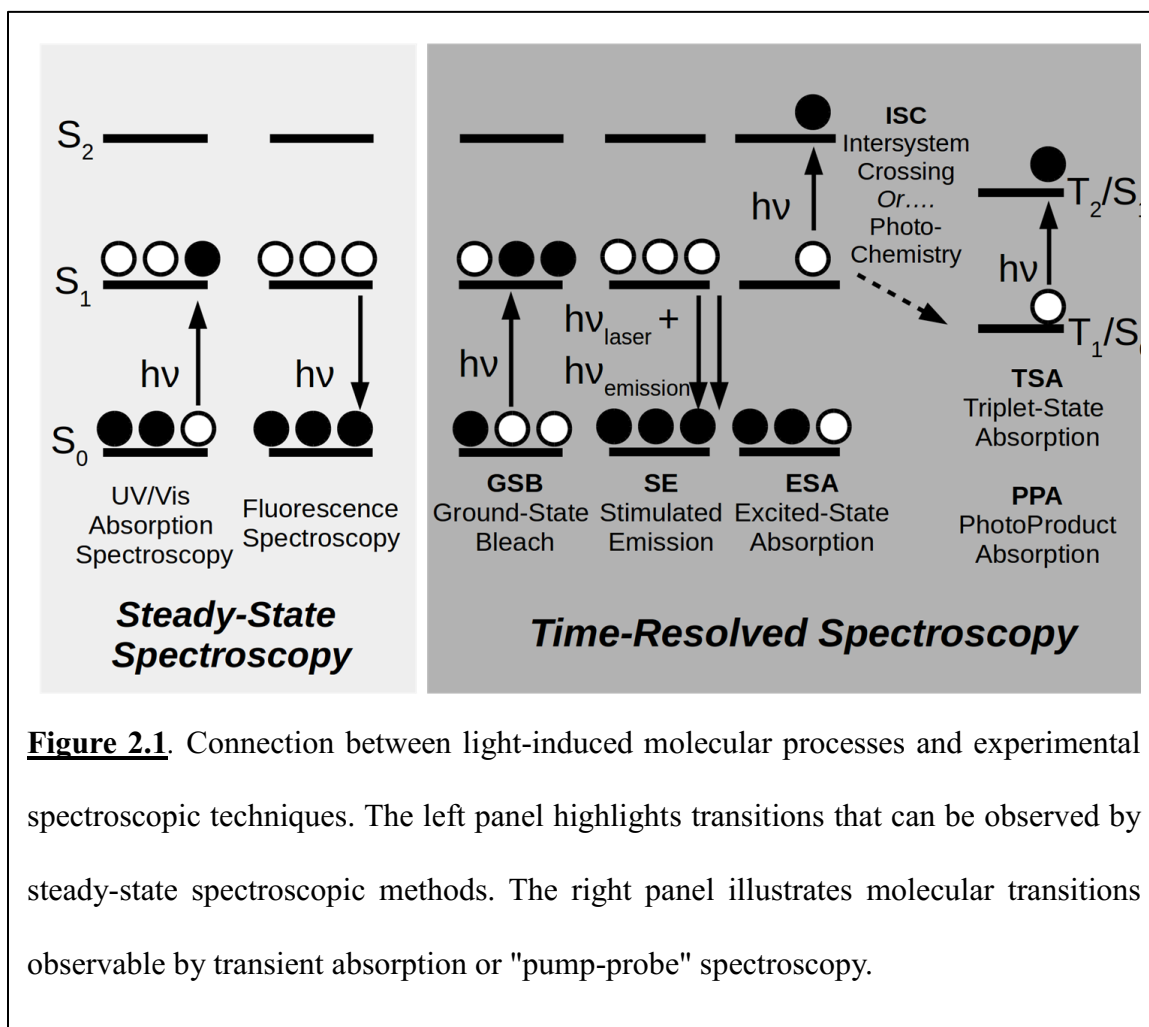 S2
S1
S0
hν
hν
UV/Vis
Absorption
Spectroscopy
Fluorescence
Spectroscopy
Steady-State
Spectroscopy
hν
GSB
Ground-State
Bleach
hνlaser +
hνemission
SE
Stimulated
Emission
hν
ESA
Excited-State
Absorption
ISC
Intersystem
Crossing
Or....
Photo-
Chemistry
T2/S1
hν
T1/S0
TSA
Triplet-State
Absorption
PPA
PhotoProduct
Absorption
Time-Resolved Spectroscopy
Figure 2.1. Connection between light-induced molecular processes and experimental
spectroscopic techniques. The left panel highlights transitions that can be observed by
steady-state spectroscopic methods. The right panel illustrates molecular transitions
observable by transient absorption or "pump-probe" spectroscopy.